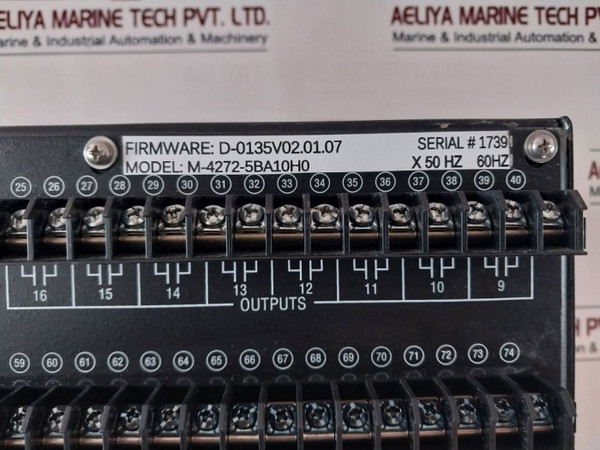 AELIYA MARINE TECH PVT. LTD.
Marine & Industrial Automation & Machinery
AELIYA MARINE TECH PVT.
Marine & Industrial Automation &
FIRMWARE: D-0135V02.01.07
SERIAL # 1739
MODEL: M-4272-5BA10H0
X 50 HZ 60HZ
25 26 27 28 29 30 31 32 33 34 35 36 37 38 39 40
16 15 14 13 12 11 10 9
OUTPUTS
59 60 61 62 63 64 65 66 67 68 69 70 71 72 73 74